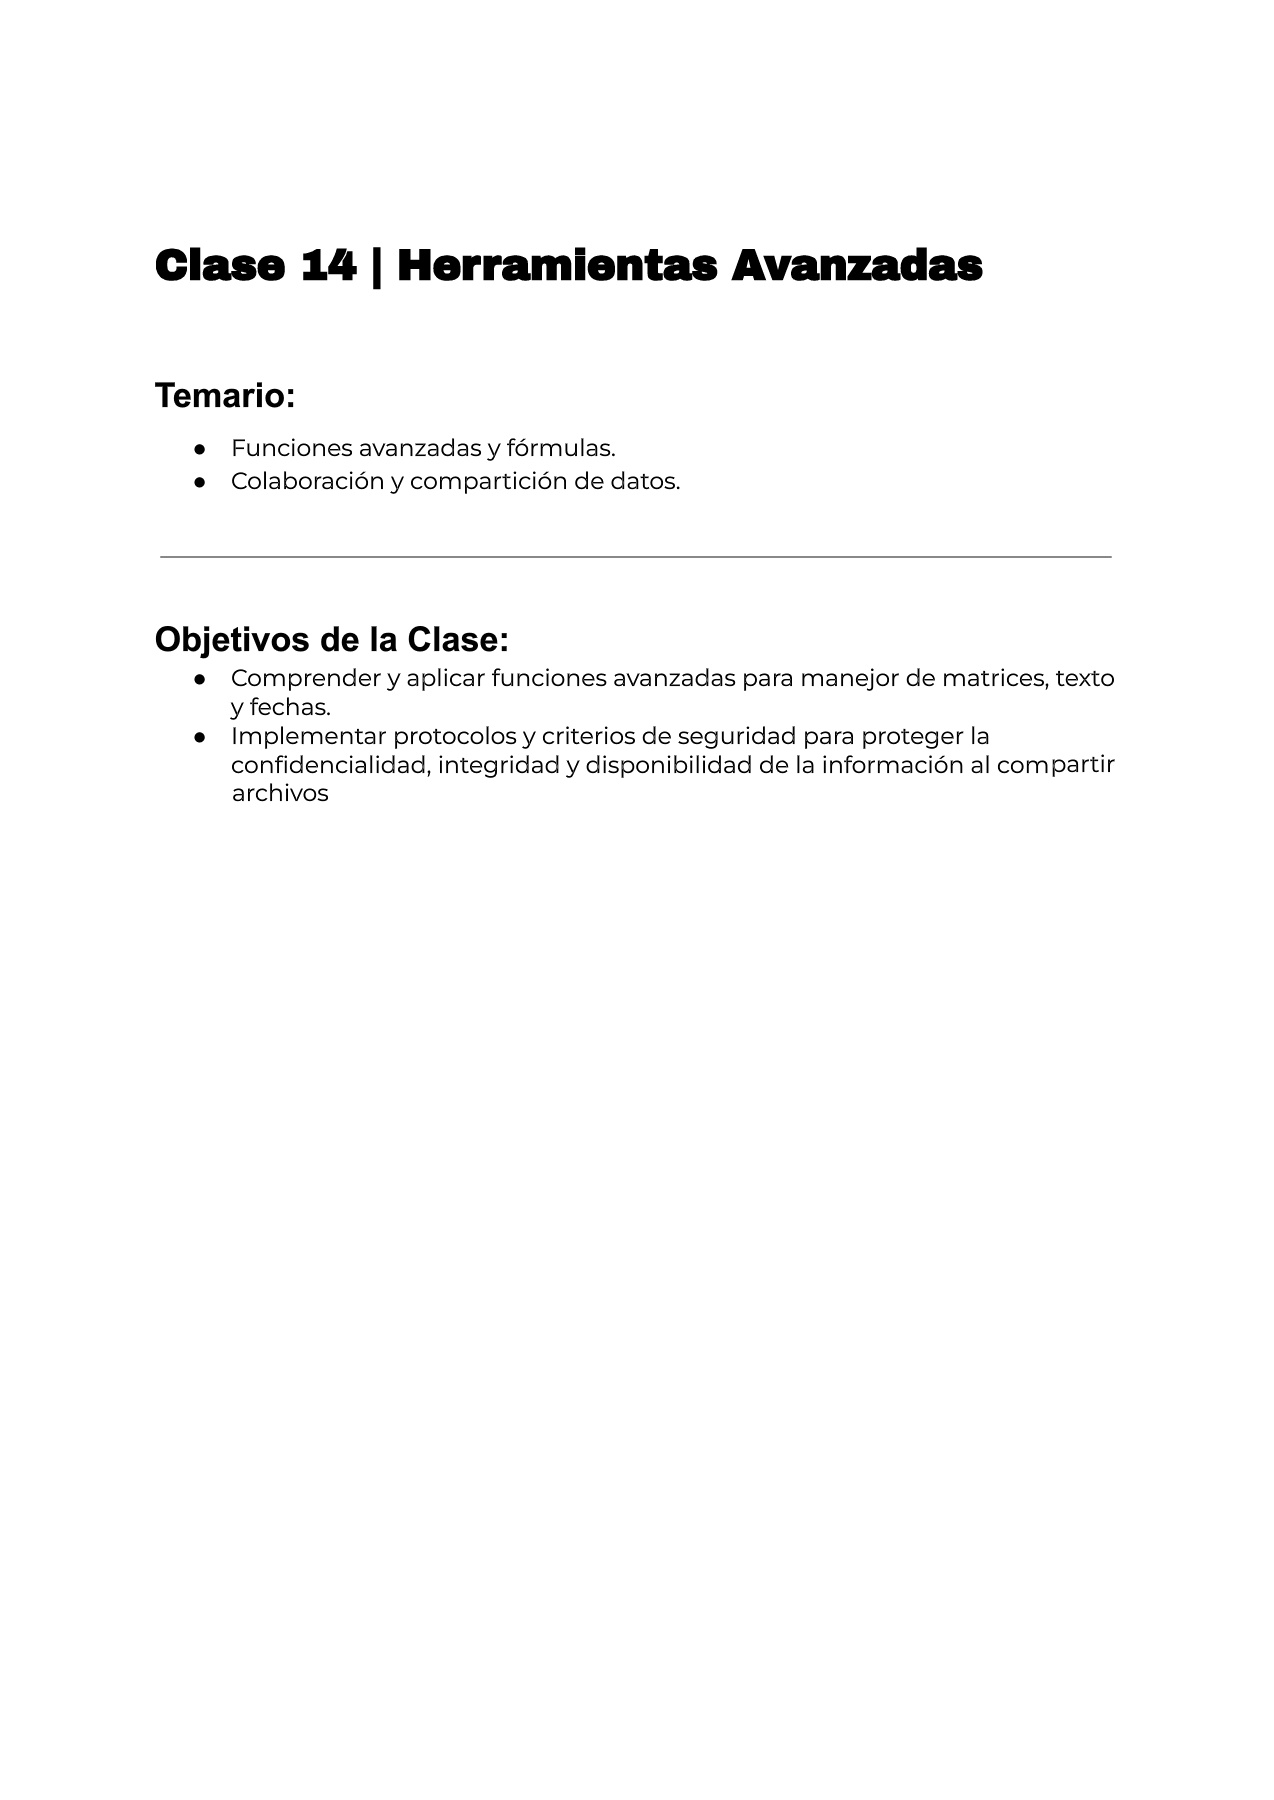 Clase 14 | Herramientas Avanzadas
Temario:
● Funciones avanzadas y fórmulas.
● Colaboración y compartición de datos.
Objetivos de la Clase:
● Comprender y aplicar funciones avanzadas para manejor de matrices, texto
y fechas.
● Implementar protocolos y criterios de seguridad para proteger la
confidencialidad, integridad y disponibilidad de la información al compartir
archivos